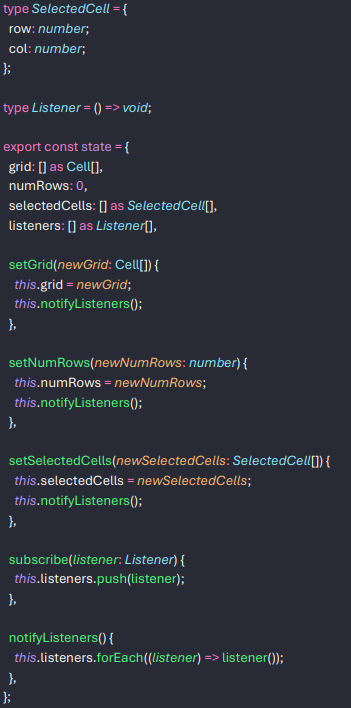 type SelectedCell = {
  row: number;
  col: number;
};

type Listener = () => void;

export const state = {
  grid: [] as Cell[],
  numRows: 0,
  selectedCells: [] as SelectedCell[],
  listeners: [] as Listener[],

  setGrid(newGrid: Cell[]) {
    this.grid = newGrid;
    this.notifyListeners();
  },

  setNumRows(newNumRows: number) {
    this.numRows = newNumRows;
    this.notifyListeners();
  },

  setSelectedCells(newSelectedCells: SelectedCell[]) {
    this.selectedCells = newSelectedCells;
    this.notifyListeners();
  },

  subscribe(listener: Listener) {
    this.listeners.push(listener);
  },

  notifyListeners() {
    this.listeners.forEach((listener) => listener());
  },
};